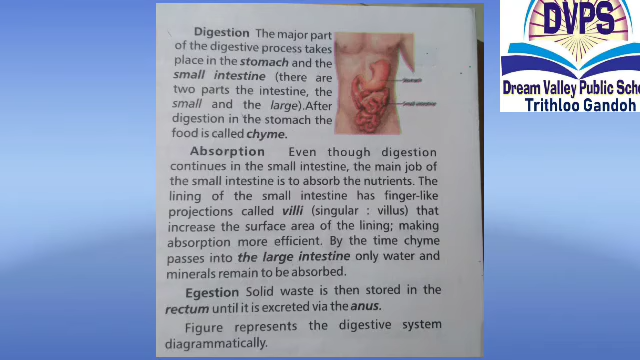 Digestion The major part
of the digestive process takes
place in the stomach and the
small intestine (there are
two parts the intestine, the
small and the large).After
digestion in the stomach the
food is called chyme.
Stomach
Small intestine
Absorption Even though digestion
continues in the small intestine, the main job of
the small intestine is to absorb the nutrients. The
lining of the small intestine has finger-like
projections called villi (singular : villus) that
increase the surface area of the lining; making
absorption more efficient. By the time chyme
passes into the large intestine only water and
minerals remain to be absorbed.
Egestion Solid waste is then stored in the
rectum until it is excreted via the anus.
Figure represents the digestive system
diagrammatically.
DVPS
Dream Valley Public Scho
Trithloo Gandoh